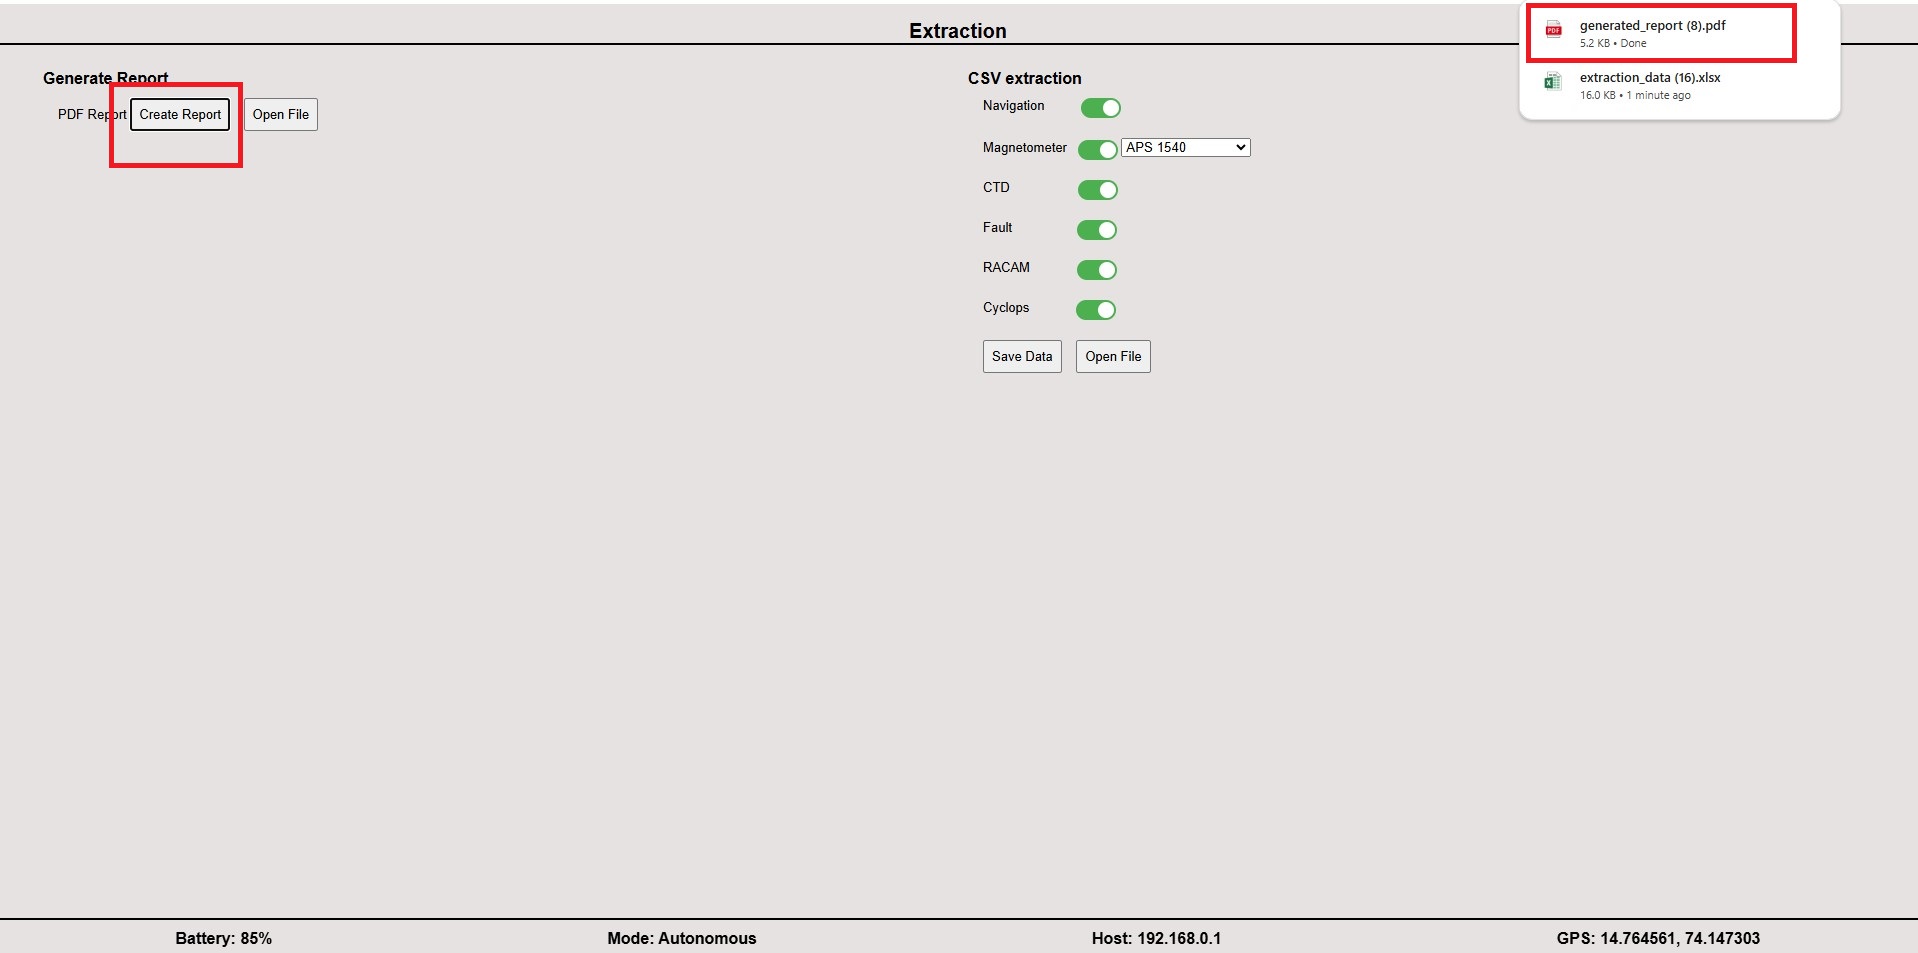 Extraction
generated_report (8).pdf
5.2 KB • Done
extraction_data (16).xlsx
16.0 KB • 1 minute ago
Generate Report
PDF Report Create Report Open File
CSV extraction
Navigation
Magnetometer APS 1540
CTD
Fault
RACAM
Cyclops
Save Data Open File
Battery: 85% Mode: Autonomous Host: 192.168.0.1 GPS: 14.764561, 74.147303